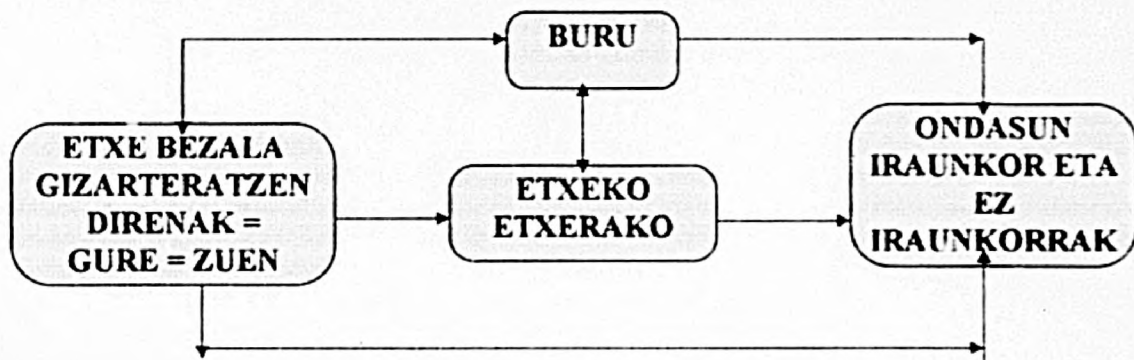 BURU
ETXE BEZALA
GIZARTERATZEN
DIRENAK =
GURE = ZUEN
ETXEKO
ETXERAKO
ONDASUN
IRAUNKOR ETA
EZ
IRAUNKORRAK